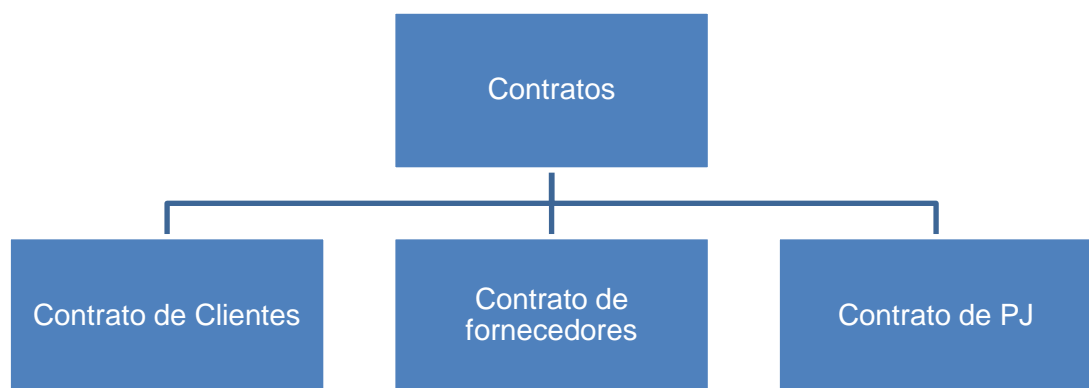 Contratos
Contrato de Clientes
Contrato de
fornecedores
Contrato de PJ